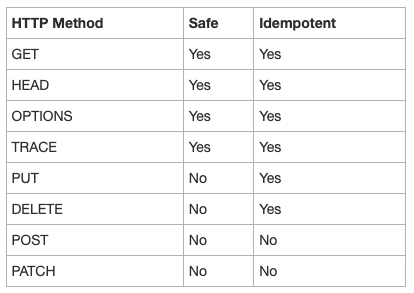 HTTP Method Safe Idempotent
GET Yes Yes
HEAD Yes Yes
OPTIONS Yes Yes
TRACE Yes Yes
PUT No Yes
DELETE No Yes
POST No No
PATCH No No